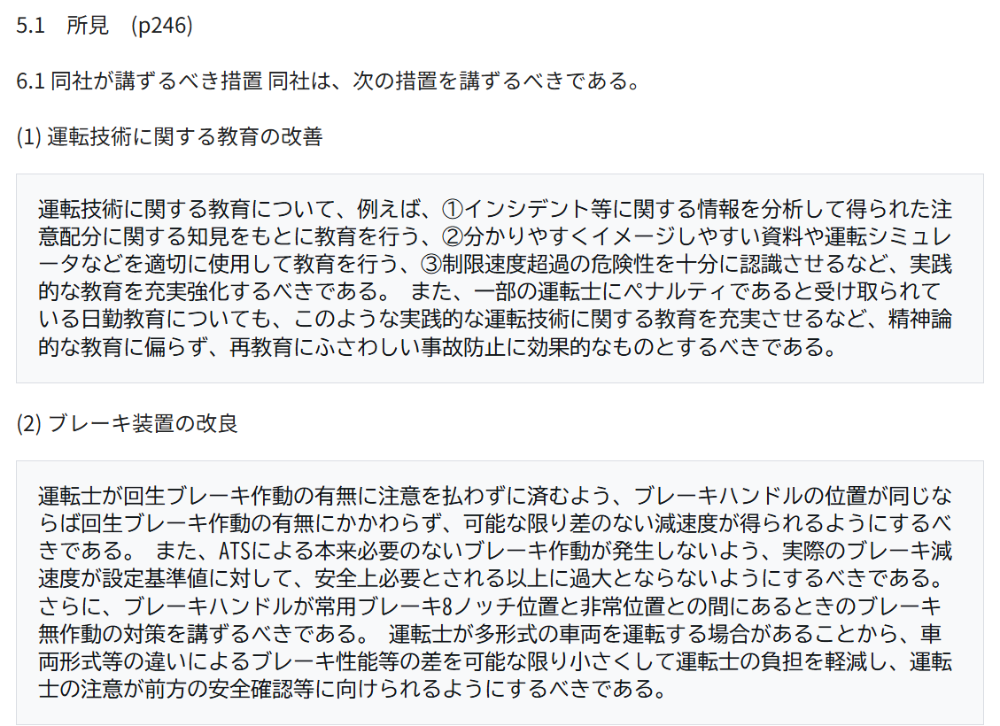 5.1　所見　(p246)
6.1 同社が講ずるべき措置 同社は、次の措置を講ずるべきである。
(1) 運転技術に関する教育の改善
運転技術に関する教育について、例えば、①インシデント等に関する情報を分析して得られた注
意配分に関する知見をもとに教育を行う、②分かりやすくイメージしやすい資料や運転シミュレ
ータなどを適切に使用して教育を行う、③制限速度超過の危険性を十分に認識させるなど、実践
的な教育を充実強化するべきである。 また、一部の運転士にペナルティであると受け取られて
いる日勤教育についても、このような実践的な運転技術に関する教育を充実させるなど、精神論
的な教育に偏らず、再教育にふさわしい事故防止に効果的なものとするべきである。
(2) ブレーキ装置の改良
運転士が回生ブレーキ作動の有無に注意を払わずに済むよう、ブレーキハンドルの位置が同じな
らば回生ブレーキ作動の有無にかかわらず、可能な限り差のない減速度が得られるようにするべ
きである。 また、ATSによる本来必要のないブレーキ作動が発生しないよう、実際のブレーキ減
速度が設定基準値に対して、安全上必要とされる以上に過大とならないようにするべきである。
さらに、ブレーキハンドルが常用ブレーキ8ノッチ位置と非常位置との間にあるときのブレーキ
無作動の対策を講ずるべきである。 運転士が多形式の車両を運転する場合があることから、車
両形式等の違いによるブレーキ性能等の差を可能な限り小さくして運転士の負担を軽減し、運転
士の注意が前方の安全確認等に向けられるようにするべきである。